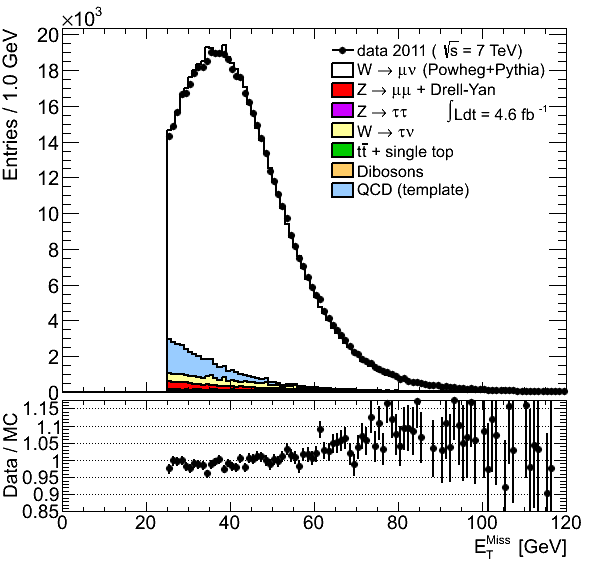 ×10³
Entries / 1.0 GeV
20
18
16
14
12
10
8
6
4
2
0
data 2011 ( √s = 7 TeV)
W → μν (Powheg+Pythia)
Z → μμ + Drell-Yan
Z → ττ
∫Ldt = 4.6 fb⁻¹
W → τν
tt̄ + single top
Dibosons
QCD (template)
Data / MC
1.15
1.1
1.05
1
0.95
0.9
0.85
0 20 40 60 80 100 120
E_T^Miss [GeV]